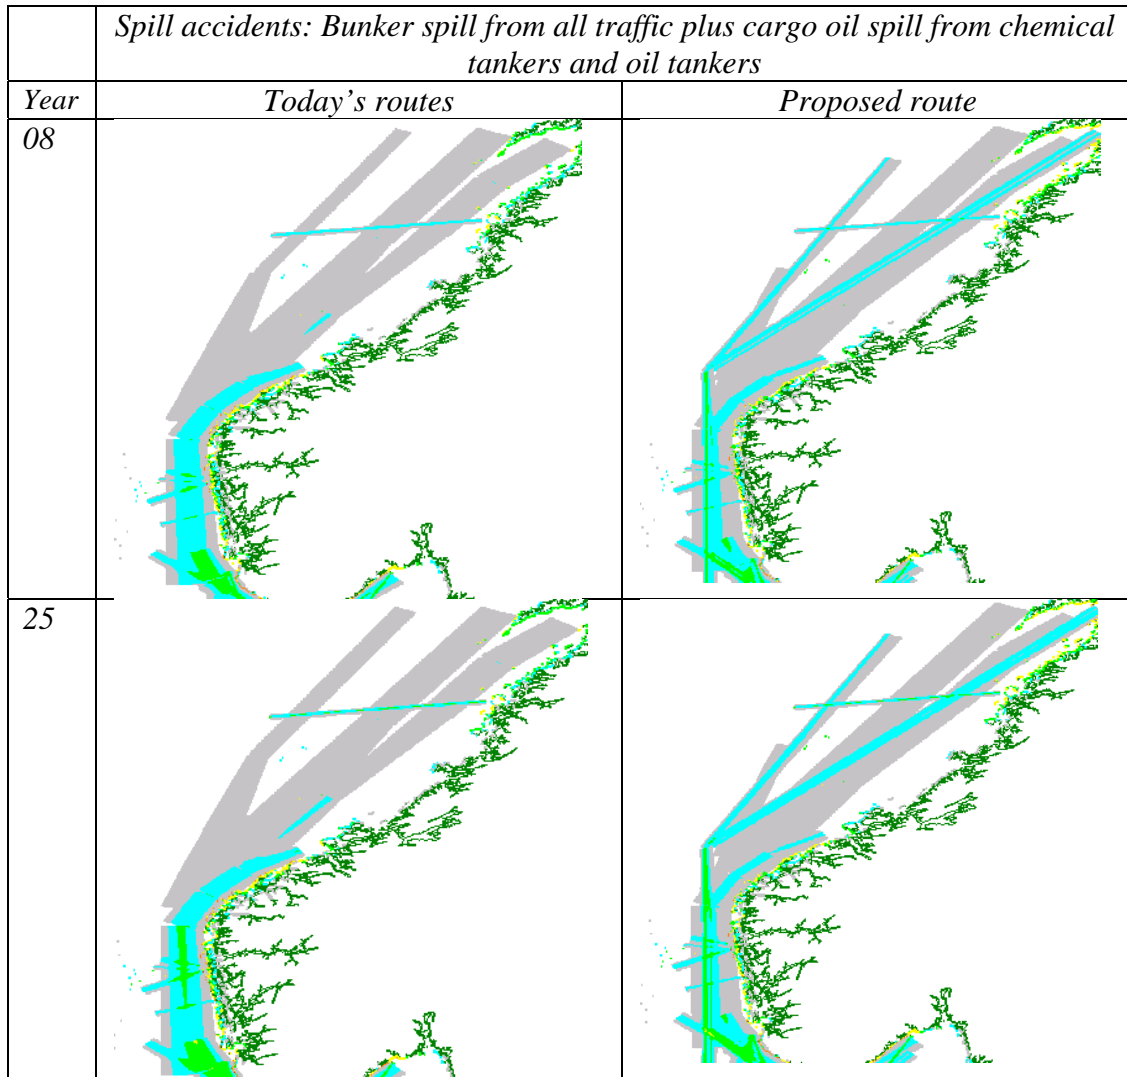 Spill accidents: Bunker spill from all traffic plus cargo oil spill from chemical
tankers and oil tankers
Year Today’s routes Proposed route
08
25